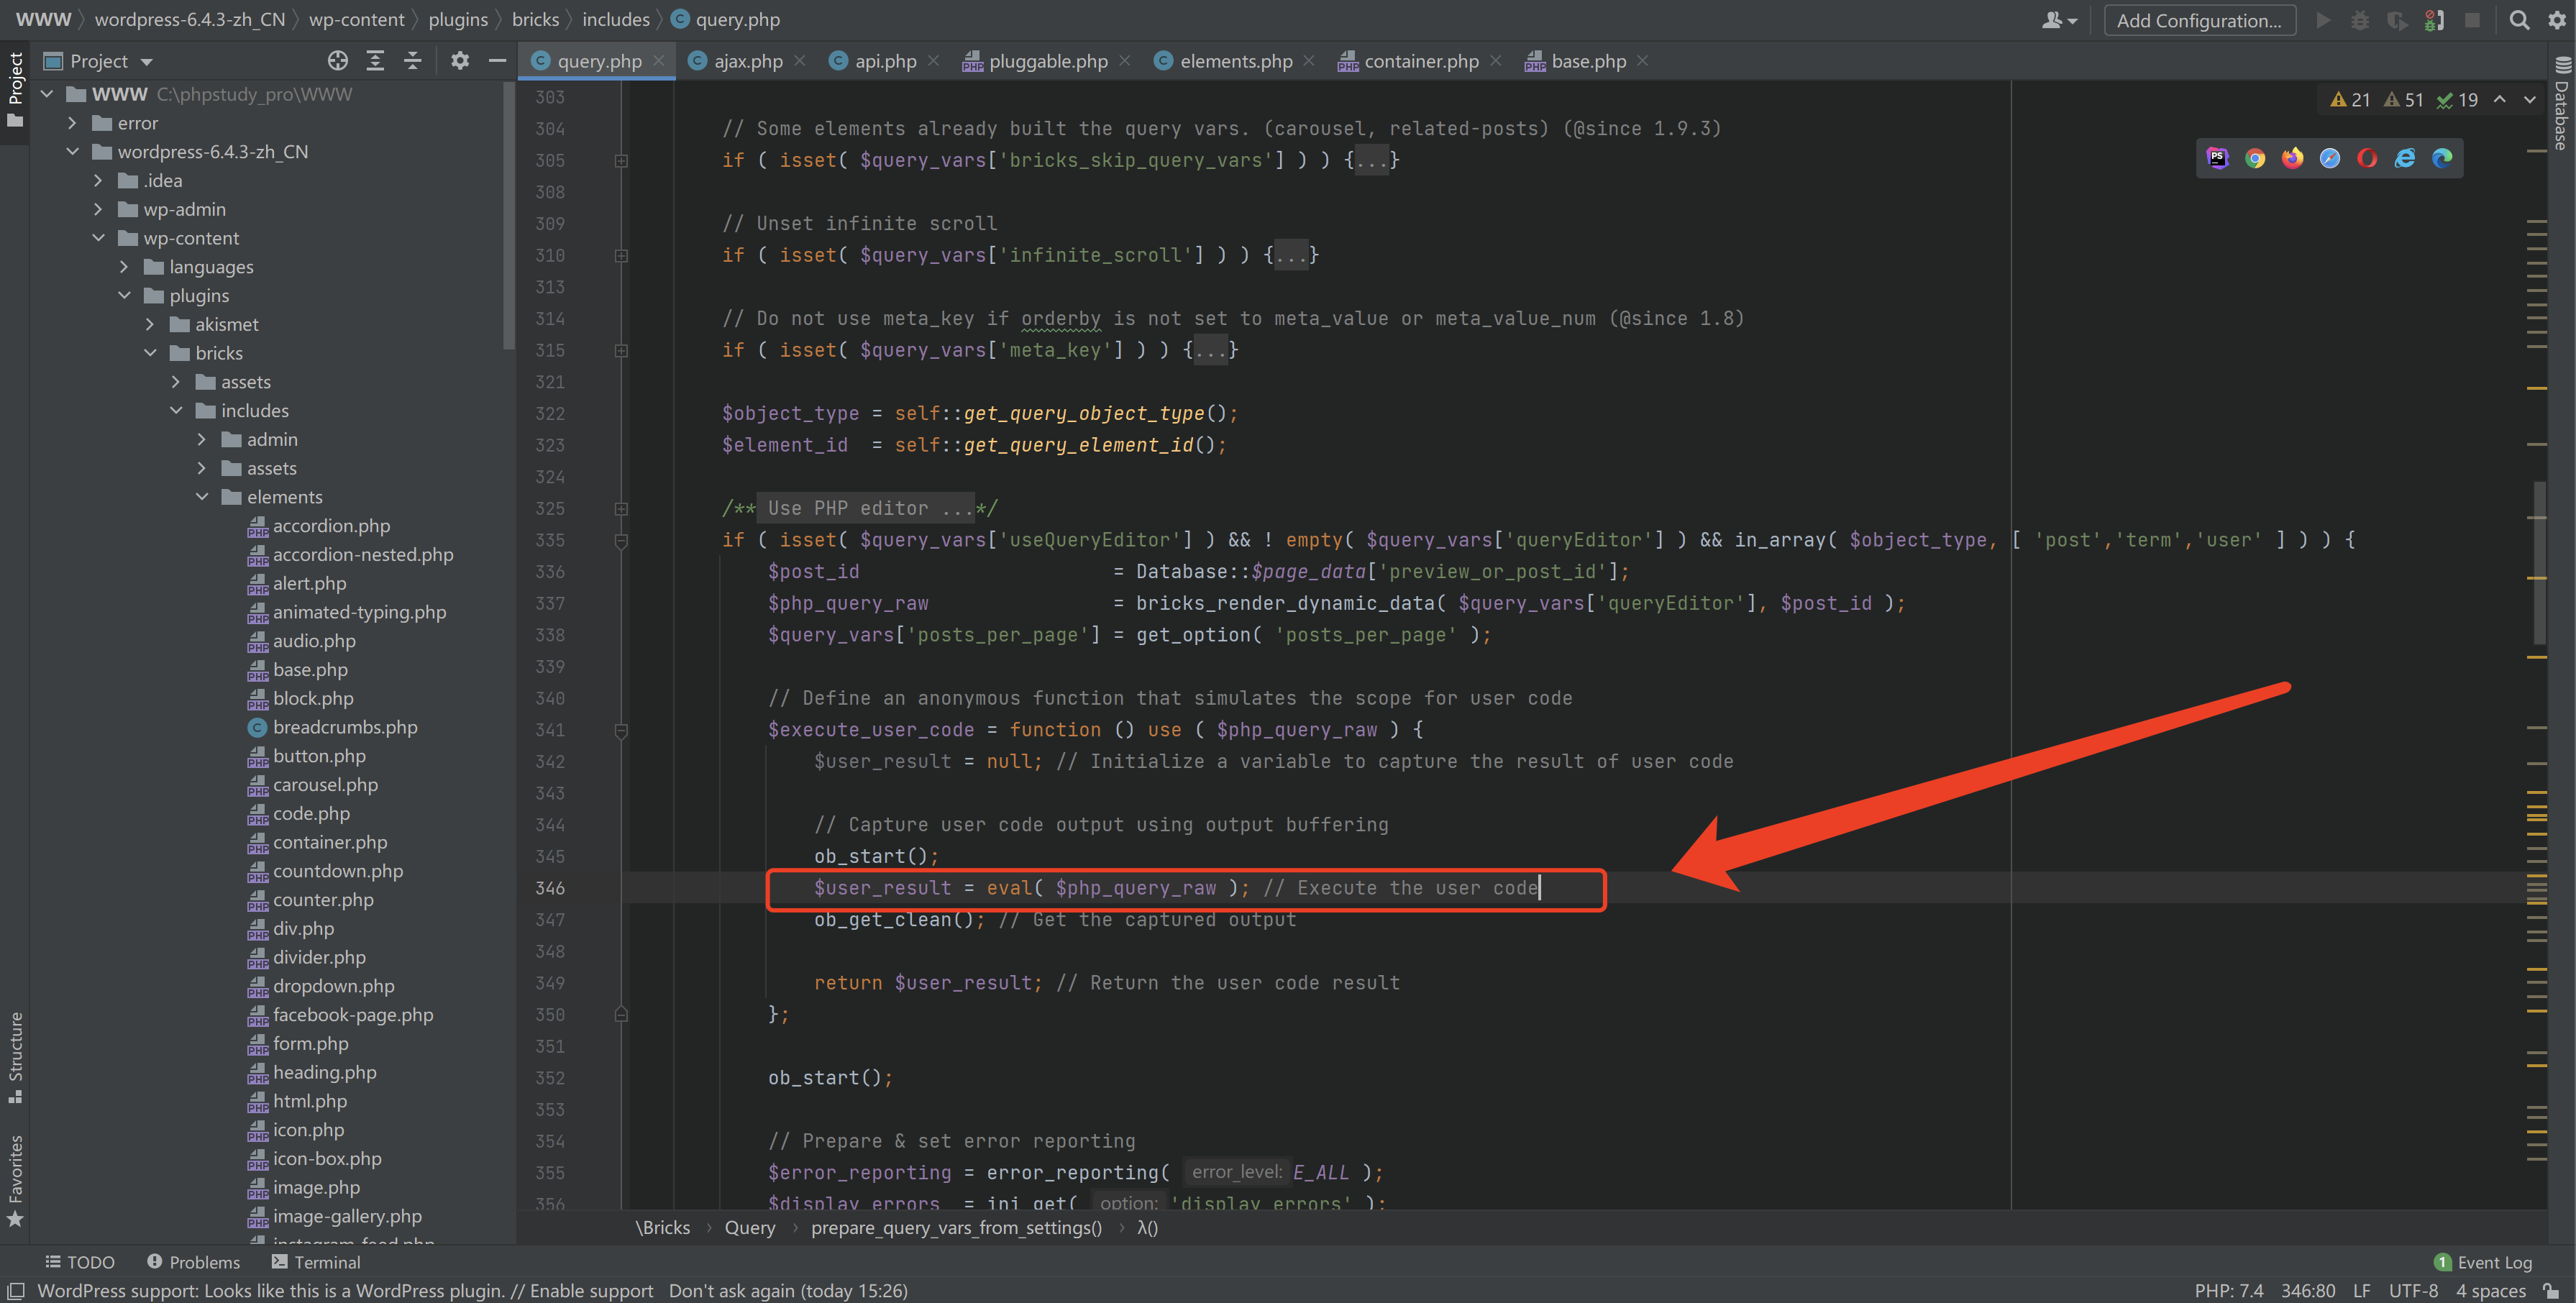 WWW wordpress-6.4.3-zh_CN wp-content plugins bricks includes query.php
Add Configuration...
Project
query.php ajax.php api.php pluggable.php elements.php container.php base.php
Project
Structure
Favorites
Database
WWW C:\phpstudy_pro\WWW
error
wordpress-6.4.3-zh_CN
.idea
wp-admin
wp-content
languages
plugins
akismet
bricks
assets
includes
admin
assets
elements
accordion.php
accordion-nested.php
alert.php
animated-typing.php
audio.php
base.php
block.php
breadcrumbs.php
button.php
carousel.php
code.php
container.php
countdown.php
counter.php
div.php
divider.php
dropdown.php
facebook-page.php
form.php
heading.php
html.php
icon.php
icon-box.php
image.php
image-gallery.php
instagram-feed.php
21 51 19
303
304 // Some elements already built the query vars. (carousel, related-posts) (@since 1.9.3)
305 if ( isset( $query_vars['bricks_skip_query_vars'] ) ) {...}
308
309 // Unset infinite scroll
310 if ( isset( $query_vars['infinite_scroll'] ) ) {...}
313
314 // Do not use meta_key if orderby is not set to meta_value or meta_value_num (@since 1.8)
315 if ( isset( $query_vars['meta_key'] ) ) {...}
321
322 $object_type = self::get_query_object_type();
323 $element_id = self::get_query_element_id();
324
325 /** Use PHP editor ...*/
335 if ( isset( $query_vars['useQueryEditor'] ) && ! empty( $query_vars['queryEditor'] ) && in_array( $object_type, [ 'post','term','user' ] ) ) {
336 $post_id = Database::$page_data['preview_or_post_id'];
337 $php_query_raw = bricks_render_dynamic_data( $query_vars['queryEditor'], $post_id );
338 $query_vars['posts_per_page'] = get_option( 'posts_per_page' );
339
340 // Define an anonymous function that simulates the scope for user code
341 $execute_user_code = function () use ( $php_query_raw ) {
342 $user_result = null; // Initialize a variable to capture the result of user code
343
344 // Capture user code output using output buffering
345 ob_start();
346 $user_result = eval( $php_query_raw ); // Execute the user code
347 ob_get_clean(); // Get the captured output
348
349 return $user_result; // Return the user code result
350 };
351
352 ob_start();
353
354 // Prepare & set error reporting
355 $error_reporting = error_reporting( error_level: E_ALL );
356 $display_errors = ini_get( option: 'display_errors' );
\Bricks Query prepare_query_vars_from_settings() λ()
TODO Problems Terminal
1 Event Log
WordPress support: Looks like this is a WordPress plugin. // Enable support Don't ask again (today 15:26)
PHP: 7.4 346:80 LF UTF-8 4 spaces